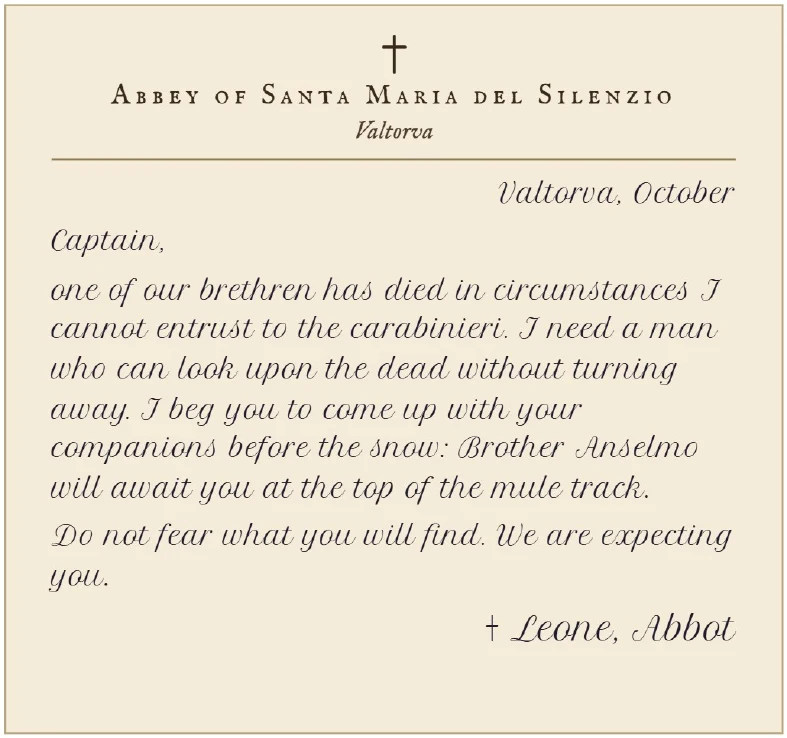 ABBEY OF SANTA MARIA DEL SILENZIO
Valtorva
Valtorva, October
Captain,
one of our brethren has died in circumstances I
cannot entrust to the carabinieri. I need a man
who can look upon the dead without turning
away. I beg you to come up with your
companions before the snow: Brother Anselmo
will await you at the top of the mule track.
Do not fear what you will find. We are expecting
you.
† Leone, Abbot